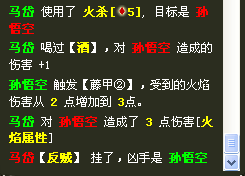 马岱 使用了 火杀[♦5], 目标是 孙
悟空
马岱 喝过【酒】, 对 孙悟空 造成的
伤害 +1
孙悟空 触发【藤甲②】, 受到的火焰
伤害从 2 点增加到 3点。
马岱 对 孙悟空 造成了 3 点伤害[火
焰属性]
马岱【反贼】 挂了, 凶手是 孙悟空